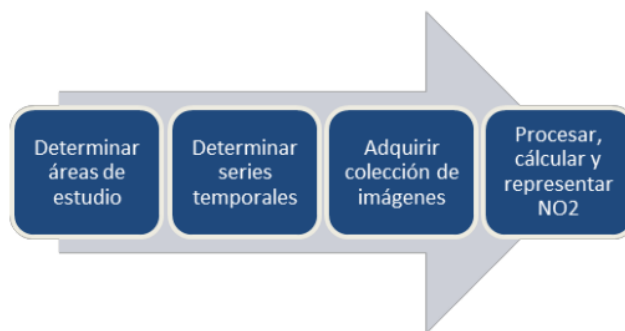 Determinar
áreas de
estudio
Determinar
series
temporales
Adquirir
colección de
imágenes
Procesar,
cálcular y
representar
NO2